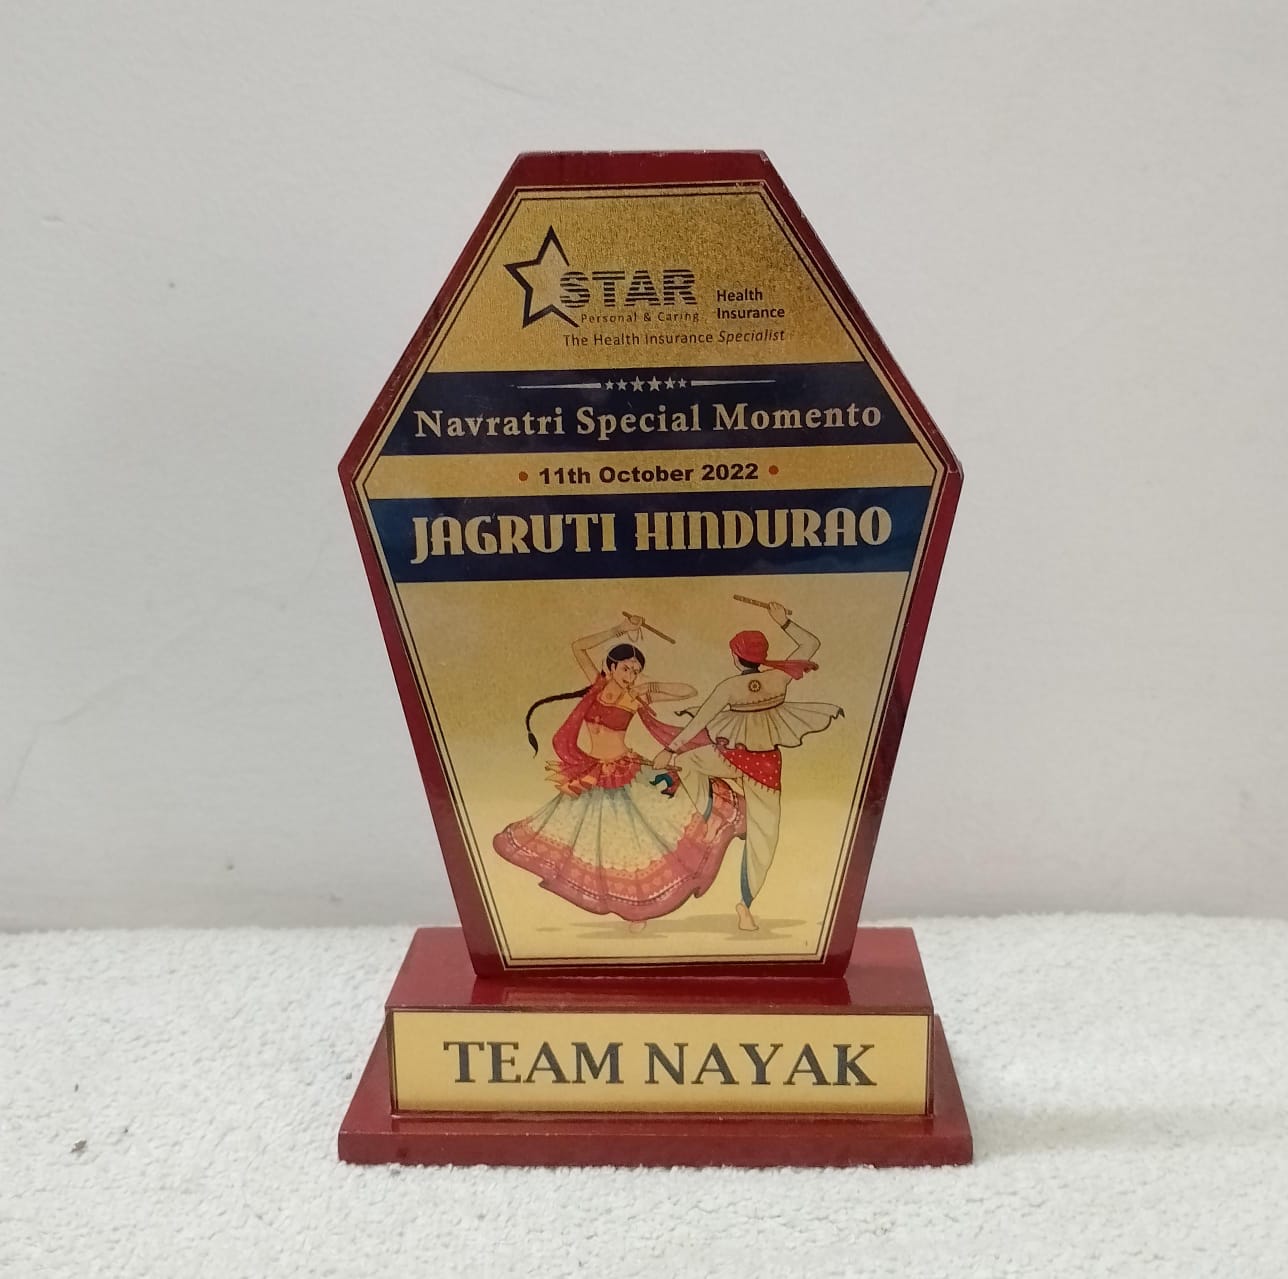 STAR Health
Personal & Caring Insurance
The Health Insurance Specialist
Navratri Special Momento
• 11th October 2022 •
JAGRUTI HINDURAO
TEAM NAYAK